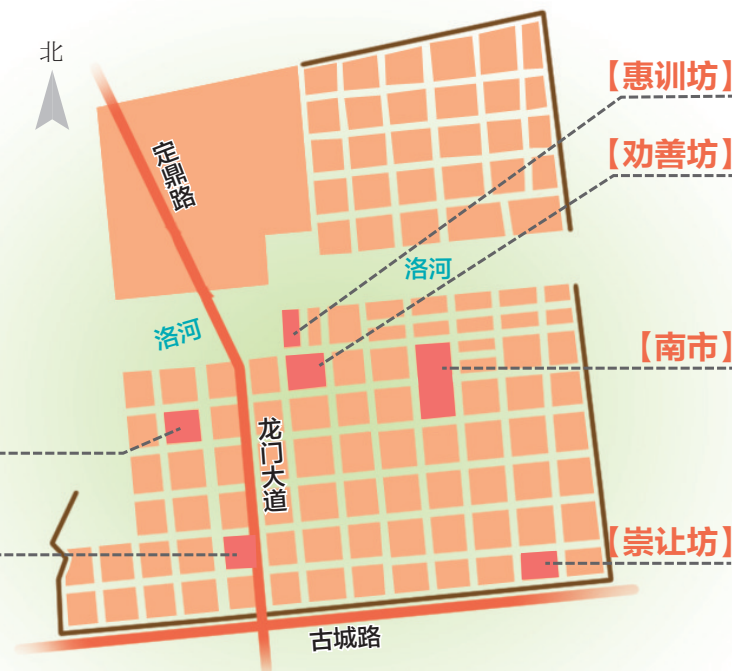 北
【惠训坊】
定鼎路
【劝善坊】
洛河
洛河
【南市】
龙门大道
【崇让坊】
古城路